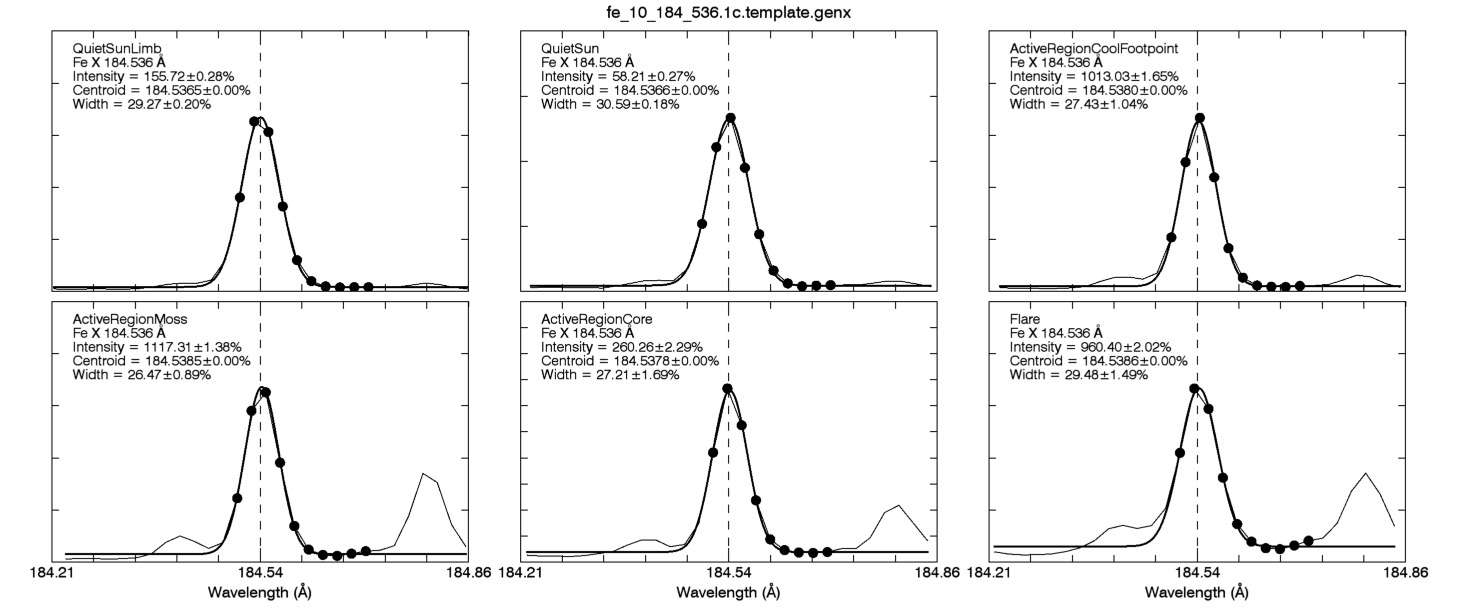 fe_10_184_536.1c.template.genx
QuietSunLimb
Fe X 184.536 Å
Intensity = 155.72±0.28%
Centroid = 184.5365±0.00%
Width = 29.27±0.20%
QuietSun
Fe X 184.536 Å
Intensity = 58.21±0.27%
Centroid = 184.5366±0.00%
Width = 30.59±0.18%
ActiveRegionCoolFootpoint
Fe X 184.536 Å
Intensity = 1013.03±1.65%
Centroid = 184.5380±0.00%
Width = 27.43±1.04%
ActiveRegionMoss
Fe X 184.536 Å
Intensity = 1117.31±1.38%
Centroid = 184.5385±0.00%
Width = 26.47±0.89%
ActiveRegionCore
Fe X 184.536 Å
Intensity = 260.26±2.29%
Centroid = 184.5378±0.00%
Width = 27.21±1.69%
Flare
Fe X 184.536 Å
Intensity = 960.40±2.02%
Centroid = 184.5386±0.00%
Width = 29.48±1.49%
184.21 184.54 184.86 184.21 184.54 184.86 184.21 184.54 184.86
Wavelength (Å) Wavelength (Å) Wavelength (Å)